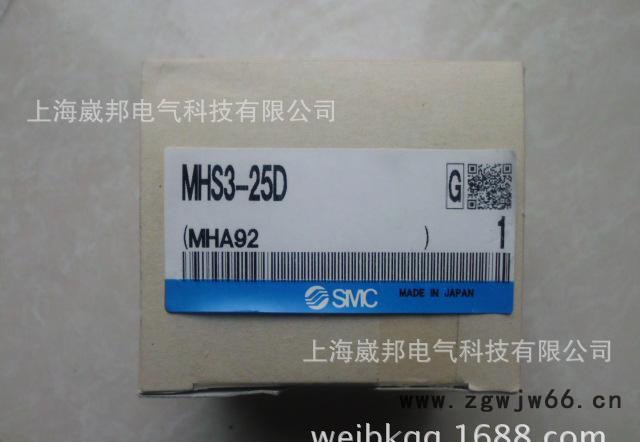 上海崴邦电气科技有限公司
MHS3-25D
G
(MHA92 )
1
SMC
MADE IN JAPAN
上海崴邦电气科技有限公司
www.zgwjw66.cn
weibkqq.1688.com